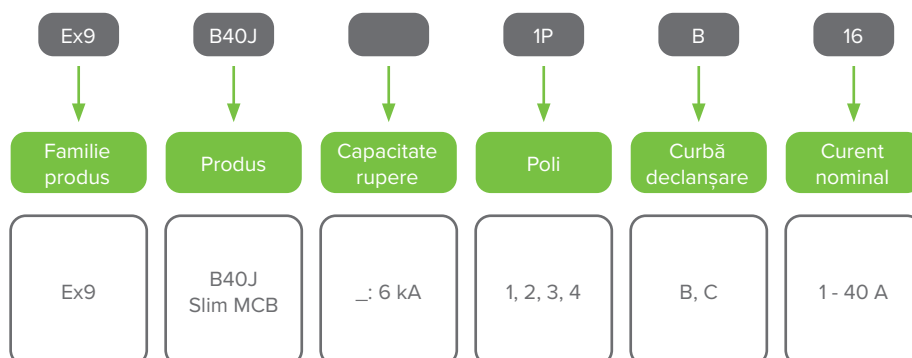 Ex9
B40J
1P
B
16
Familie
produs
Produs
Capacitate
rupere
Poli
Curbă
declanșare
Curent
nominal
Ex9
B40J
Slim MCB
_: 6 kA
1, 2, 3, 4
B, C
1 - 40 A